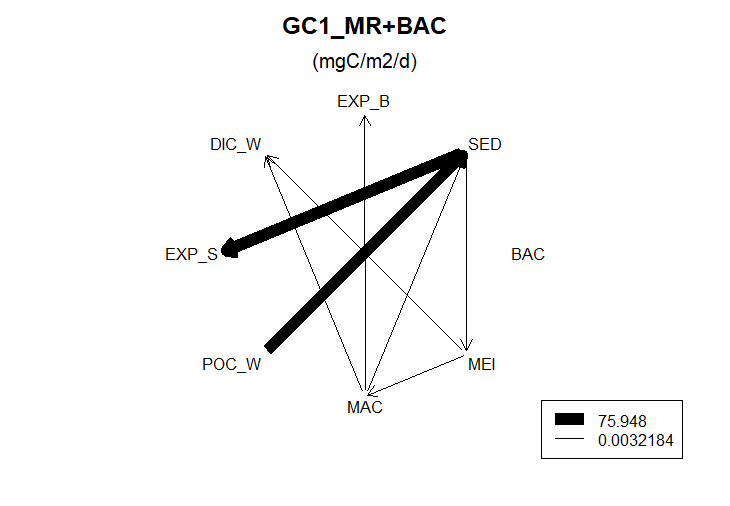 GC1_MR+BAC
(mgC/m2/d)
EXP_B
DIC_W
SED
EXP_S
BAC
POC_W
MEI
MAC
75.948
0.0032184